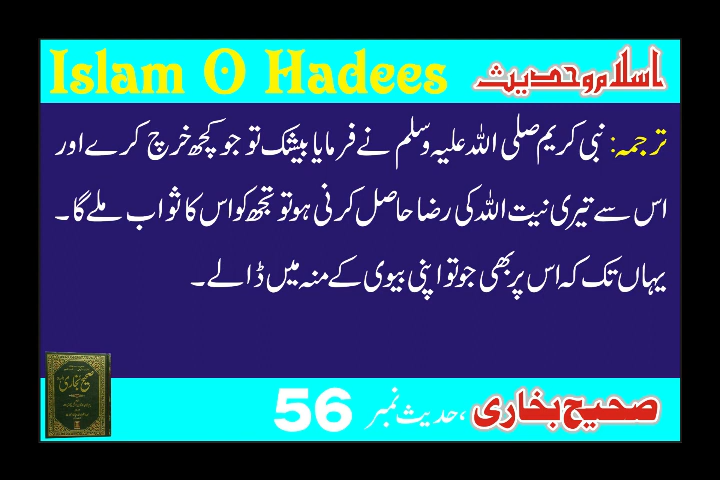 Islam O Hadees اسلام و حدیث
ترجمہ: نبی کریم صلی اللہ علیہ وسلم نے فرمایا بیشک تو جو کچھ خرچ کرے اور
اس سے تیری نیت اللہ کی رضا حاصل کرنی ہو تو تجھ کو اس کا ثواب ملے گا ۔
یہاں تک کہ اس پر بھی جو تو اپنی بیوی کے منہ میں ڈالے ۔
صحیح بخاری
صحیح بخاری ، حدیث نمبر 56